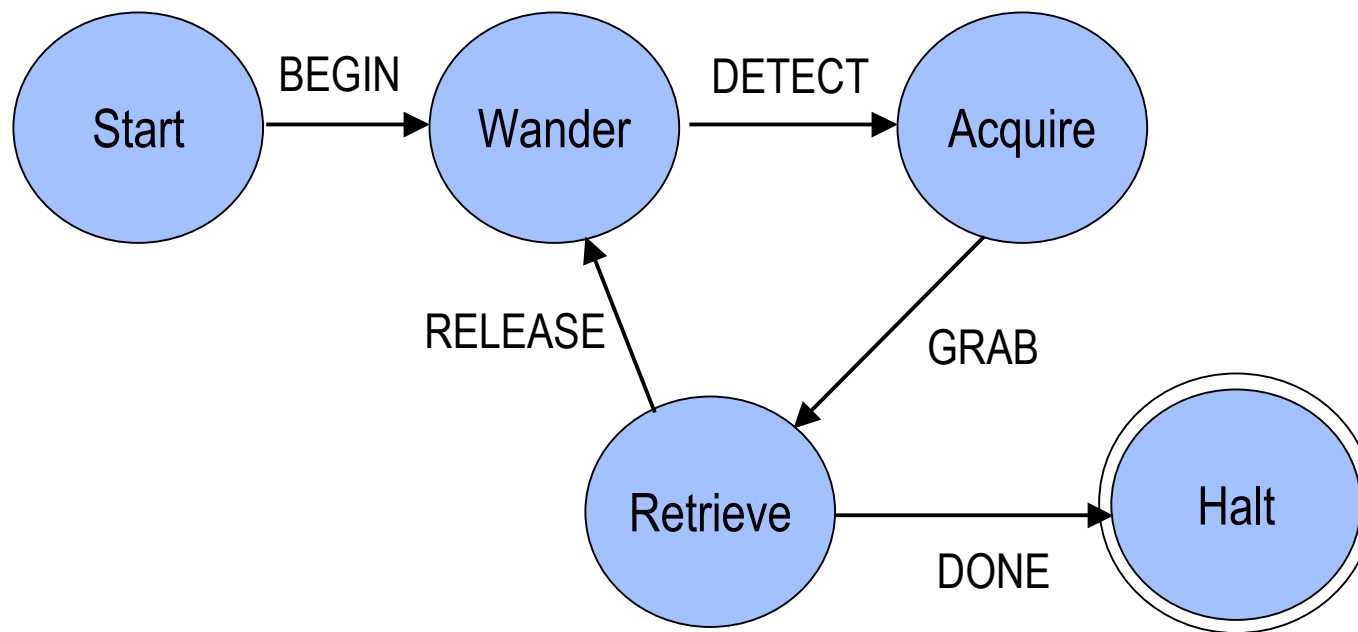 BEGIN
DETECT
Start
Wander
Acquire
RELEASE
GRAB
Retrieve
Halt
DONE